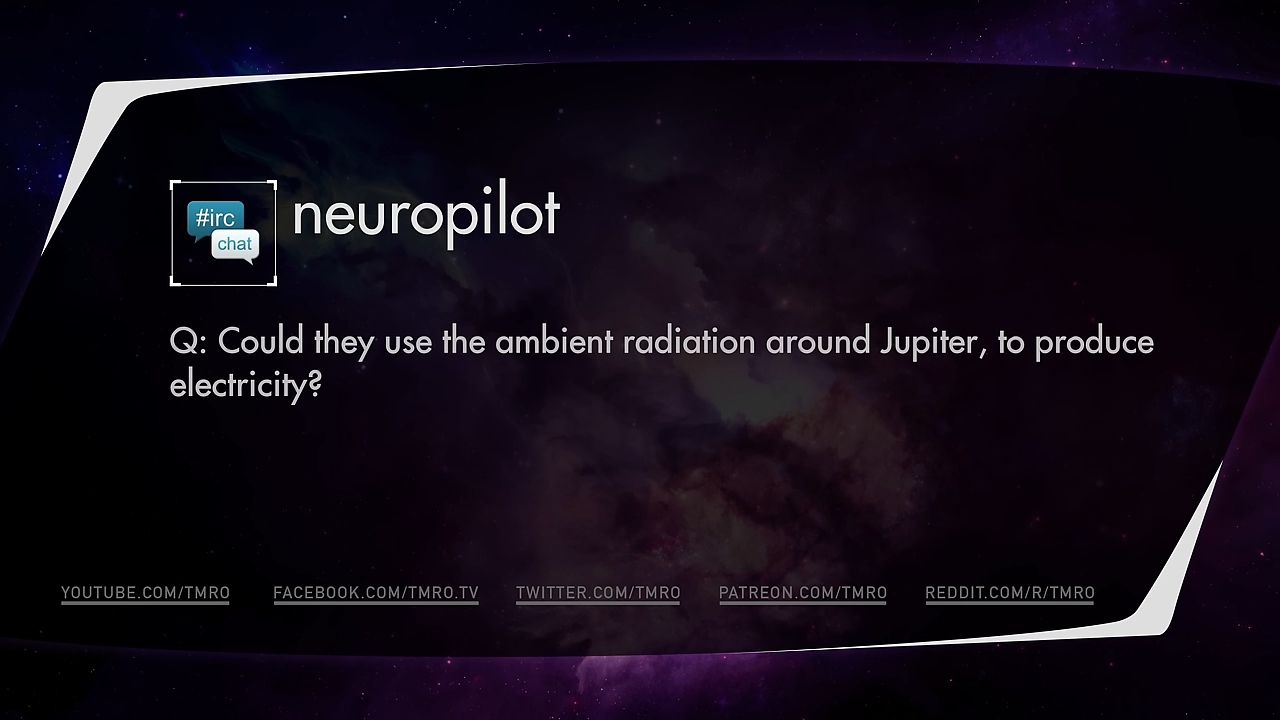 #irc
chat
neuropilot
Q: Could they use the ambient radiation around Jupiter, to produce
electricity?
YOUTUBE.COM/TMRO FACEBOOK.COM/TMRO.TV TWITTER.COM/TMRO PATREON.COM/TMRO REDDIT.COM/R/TMRO